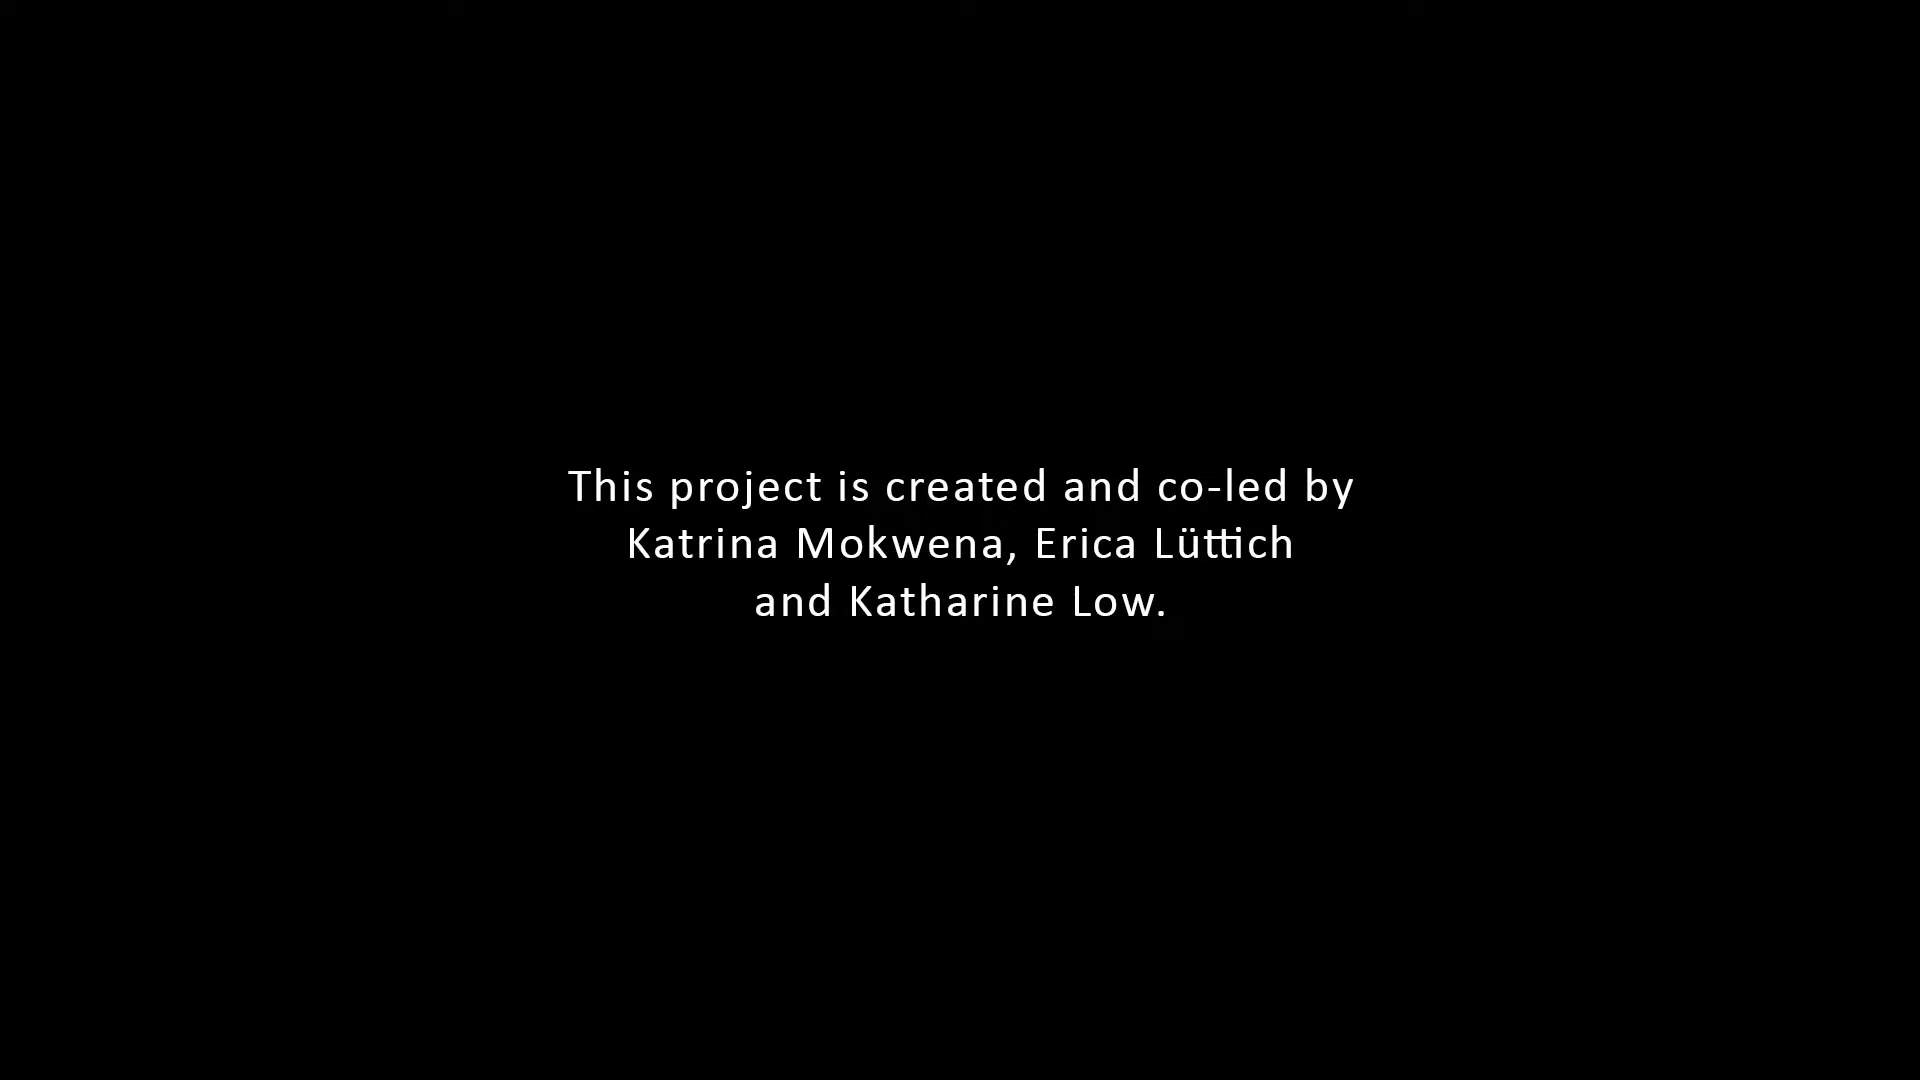 This project is created and co-led by
Katrina Mokwena, Erica Lüttich
and Katharine Low.